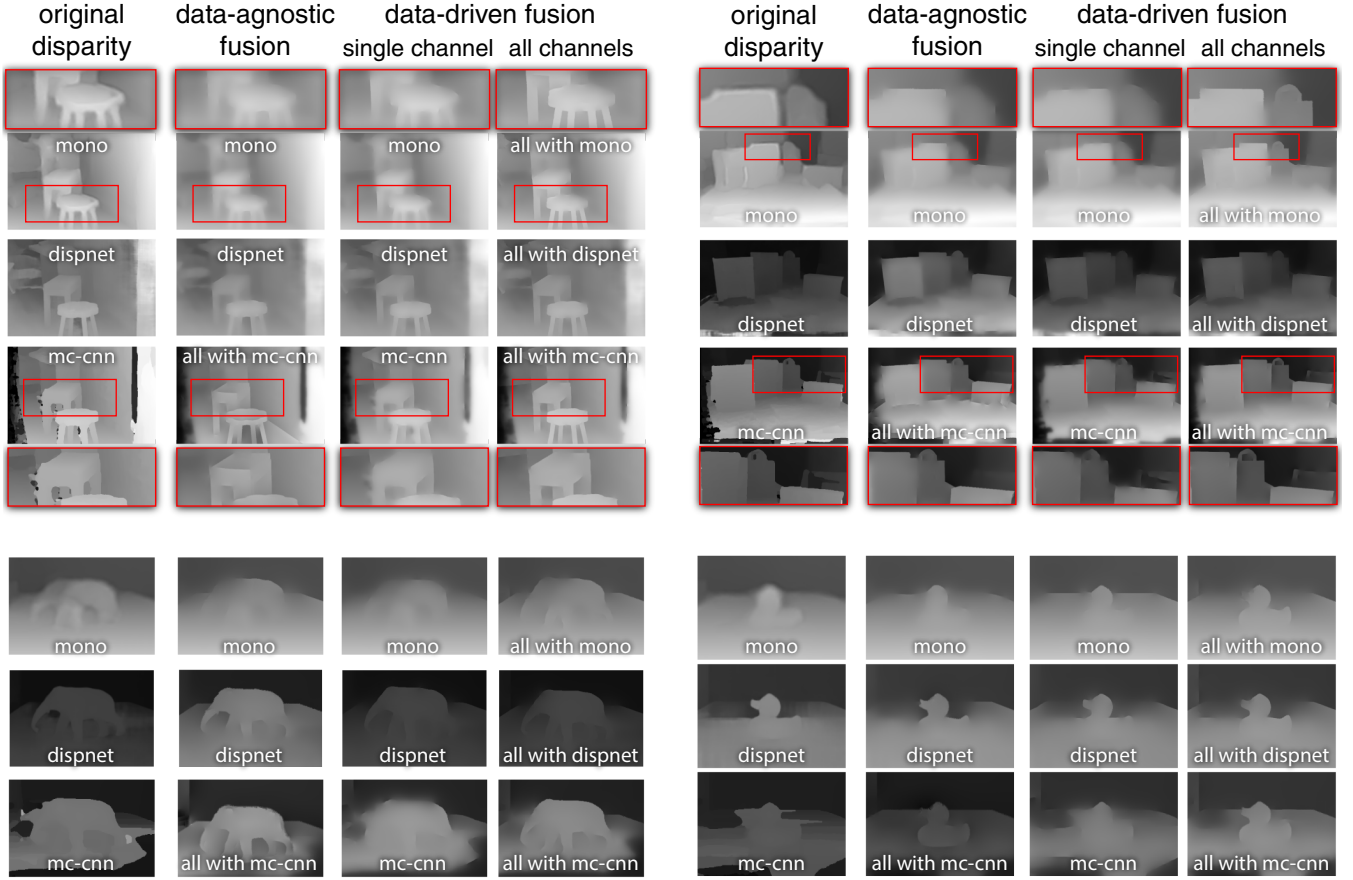 original disparity
data-agnostic fusion
data-driven fusion
single channel
all channels
original disparity
data-agnostic fusion
data-driven fusion
single channel
all channels
mono
mono
mono
all with mono
mono
mono
mono
all with mono
dispnet
dispnet
dispnet
all with dispnet
dispnet
dispnet
dispnet
all with dispnet
mc-cnn
all with mc-cnn
mc-cnn
all with mc-cnn
mc-cnn
all with mc-cnn
mc-cnn
all with mc-cnn
mono
mono
mono
all with mono
mono
mono
mono
all with mono
dispnet
dispnet
dispnet
all with dispnet
dispnet
dispnet
dispnet
all with dispnet
mc-cnn
all with mc-cnn
mc-cnn
all with mc-cnn
mc-cnn
all with mc-cnn
mc-cnn
all with mc-cnn